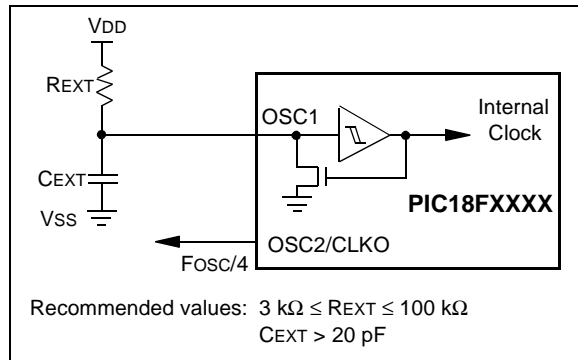 VDD
REXT
OSC1
Internal
Clock
CEXT
PIC18FXXXX
VSS
OSC2/CLKO
FOSC/4
Recommended values: 3 kΩ ≤ REXT ≤ 100 kΩ
CEXT > 20 pF